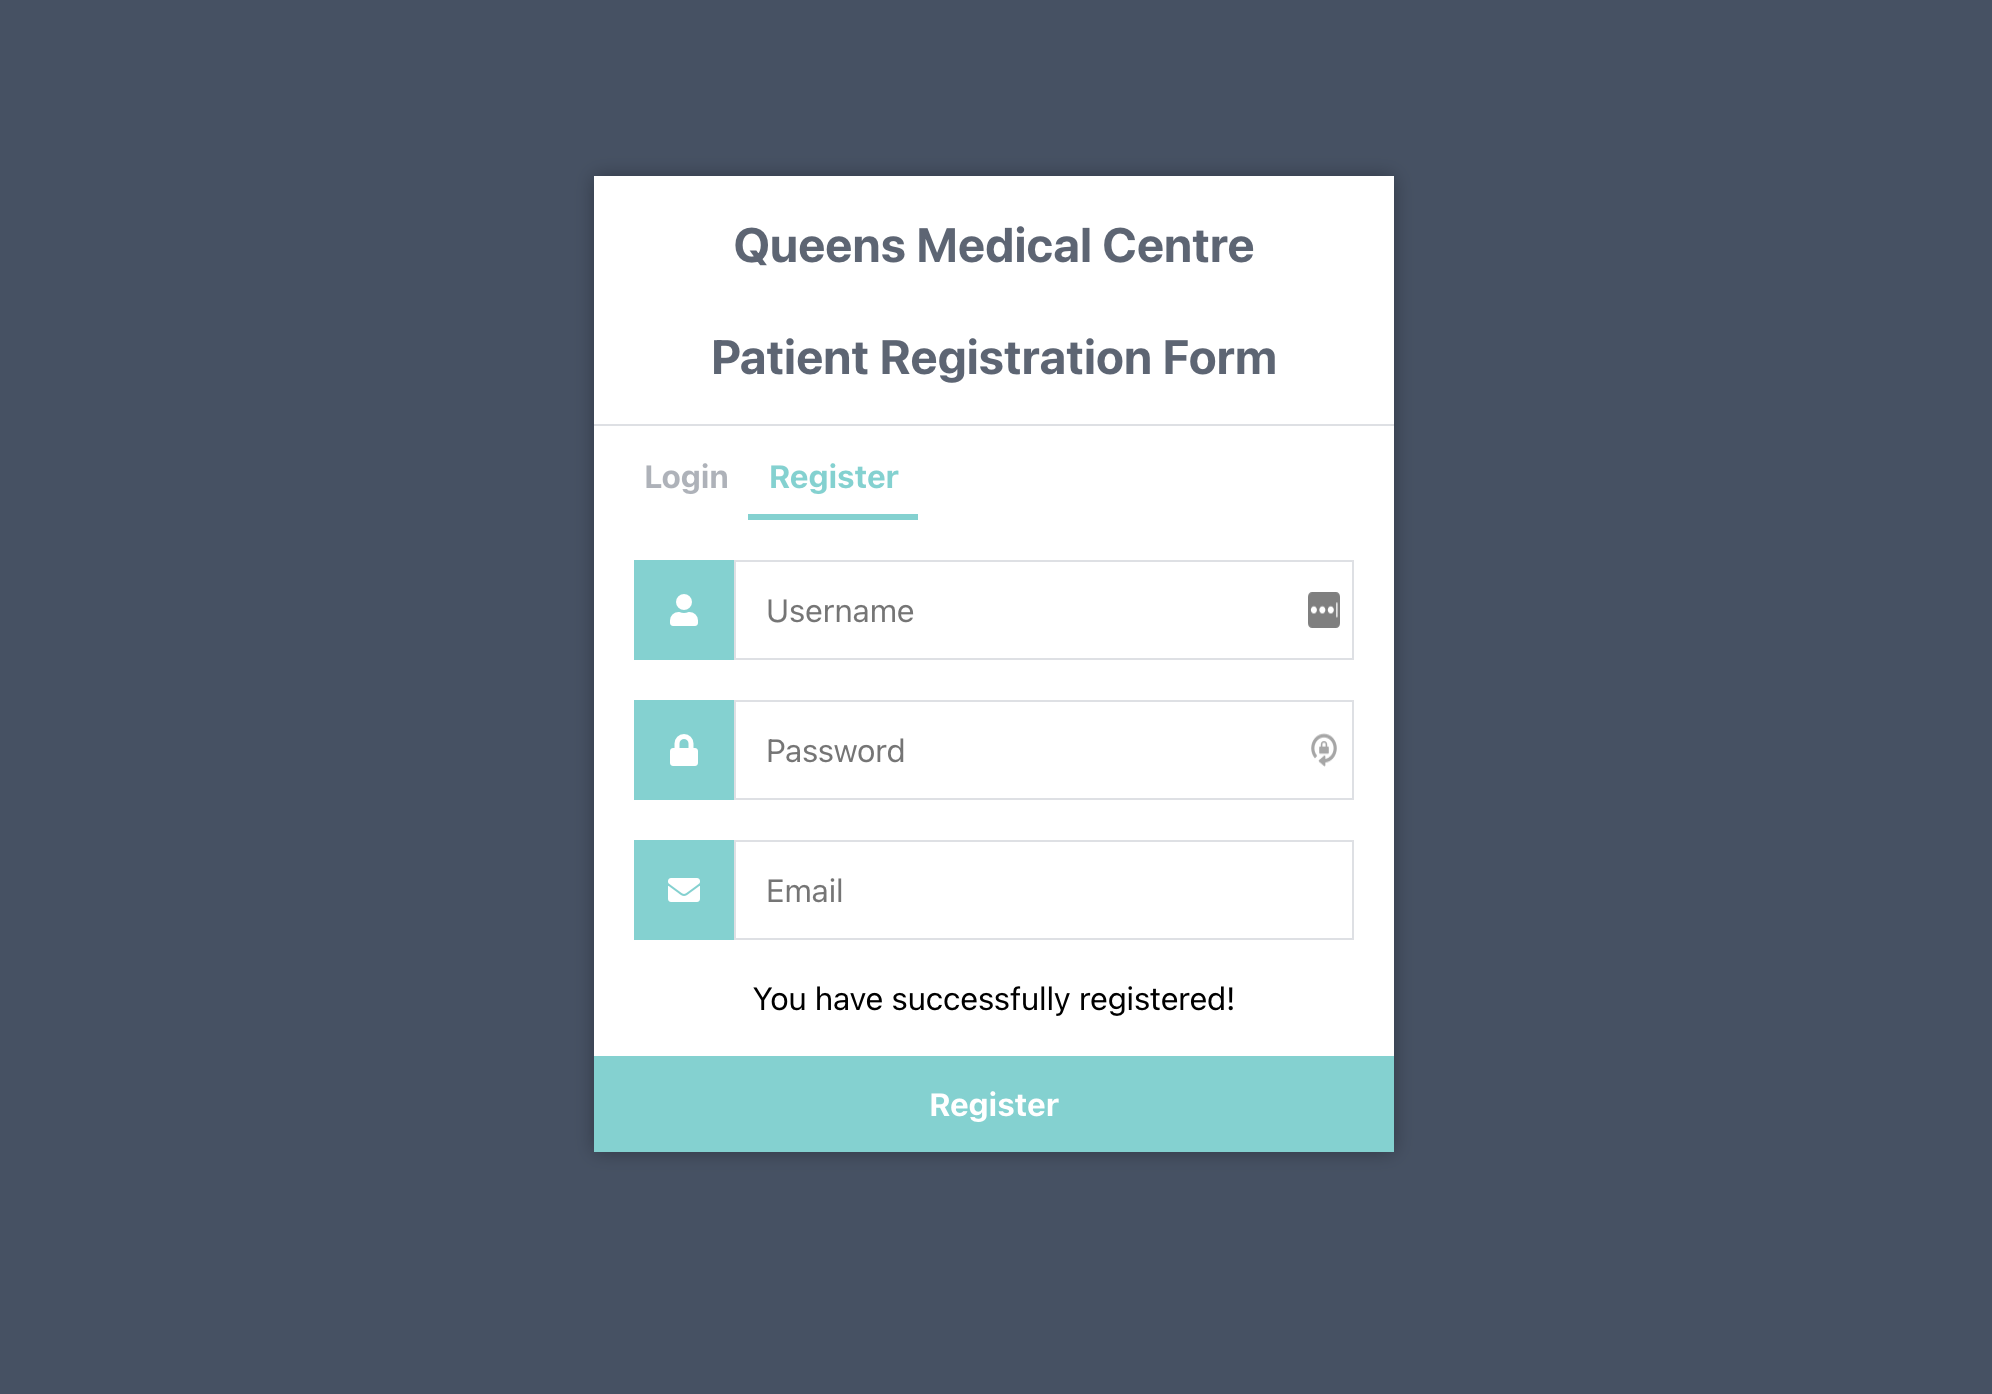 Queens Medical Centre
Patient Registration Form
Login Register
Username
Password
Email
You have successfully registered!
Register